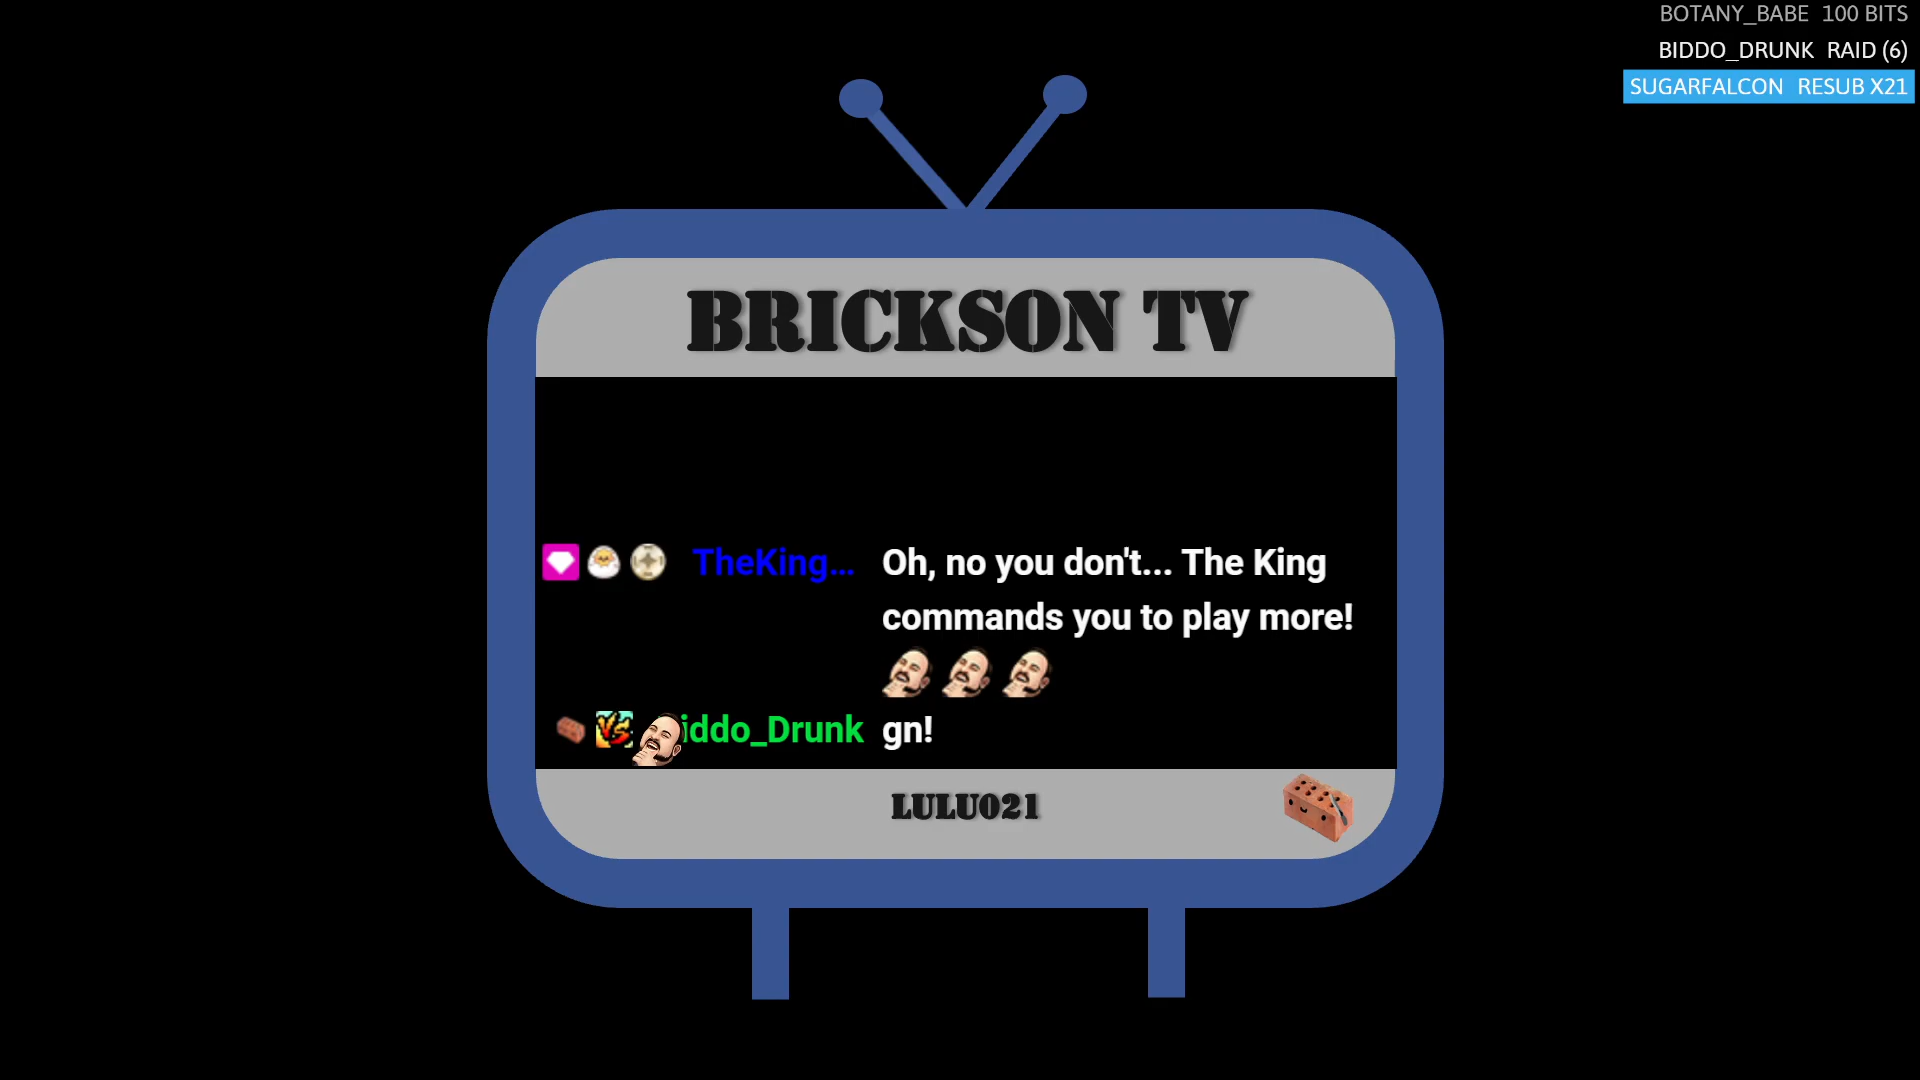 BOTANY_BABE 100 BITS
BIDDO_DRUNK RAID (6)
SUGARFALCON RESUB X21
BRICKSON TV
TheKing... Oh, no you don't... The King
commands you to play more!
VS iddo_Drunk gn!
LULU021